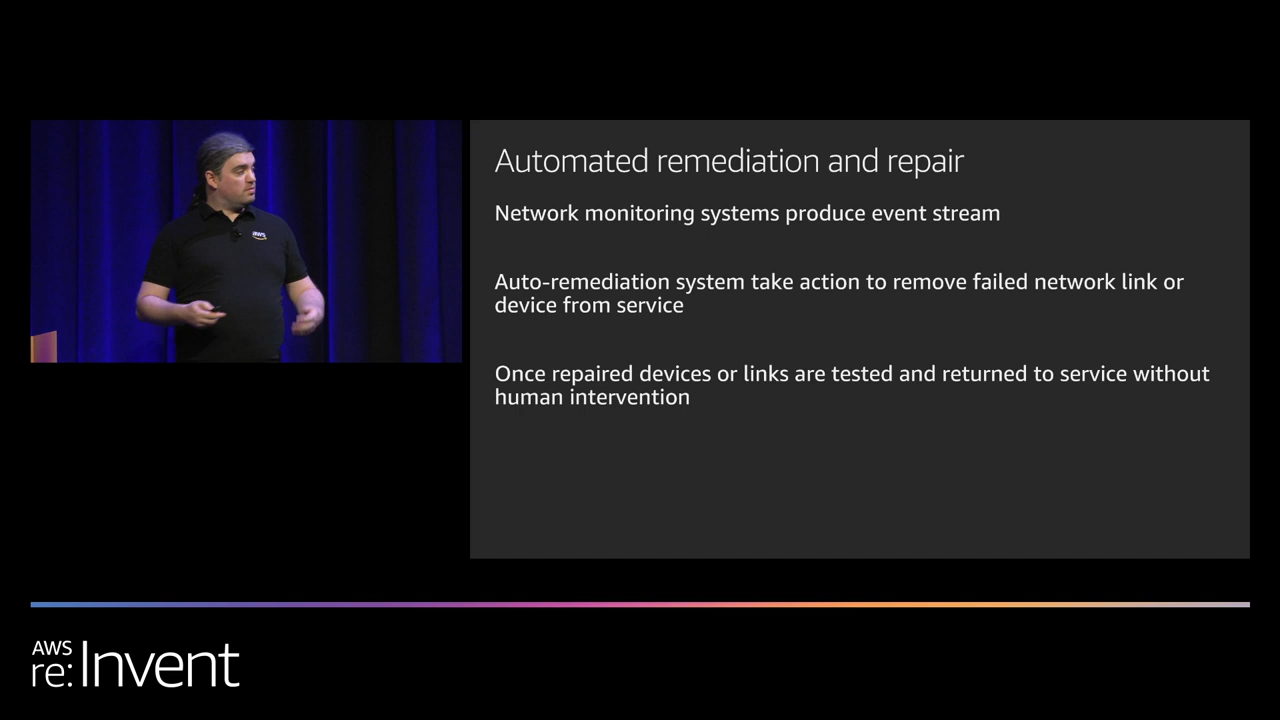 Automated remediation and repair
Network monitoring systems produce event stream
Auto-remediation system take action to remove failed network link or
device from service
Once repaired devices or links are tested and returned to service without
human intervention
aws
AWS
re:Invent